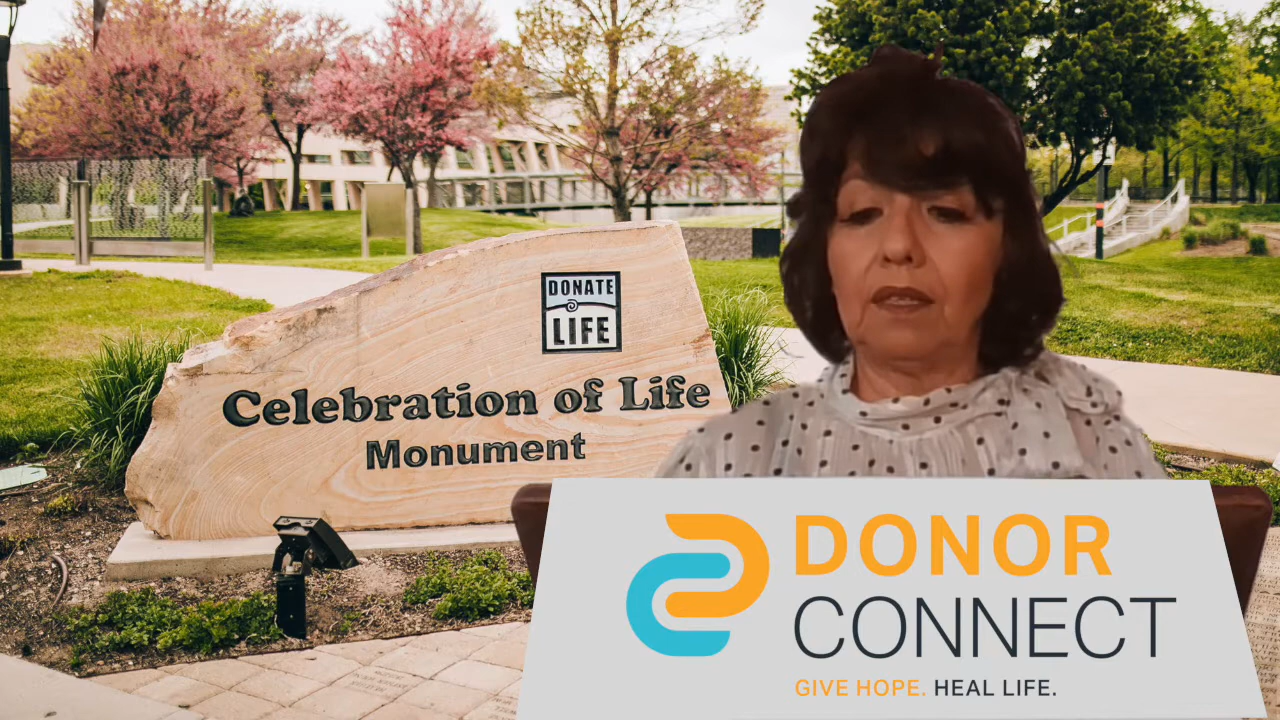 DONATE
LIFE
Celebration of Life
Monument
DONOR
CONNECT
GIVE HOPE. HEAL LIFE.